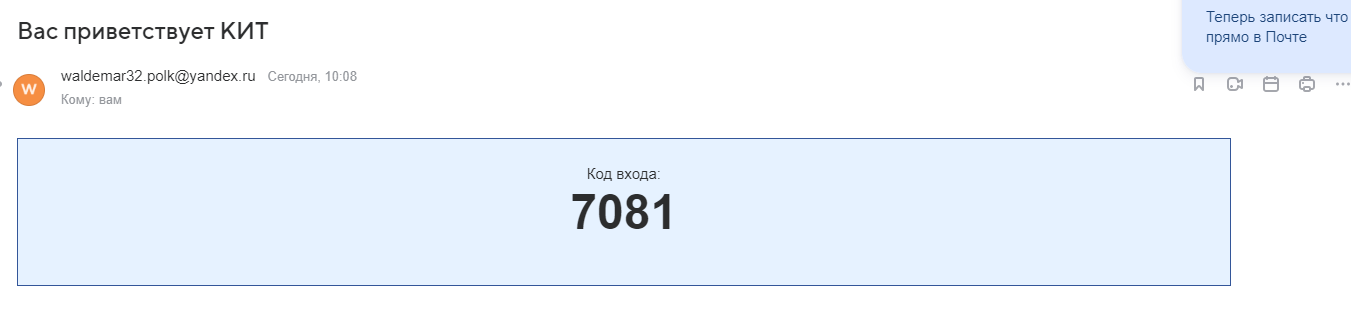 Теперь записать что
прямо в Почте
Вас приветствует КИТ
W
waldemar32.polk@yandex.ru Сегодня, 10:08
Кому: вам
Код входа:
7081